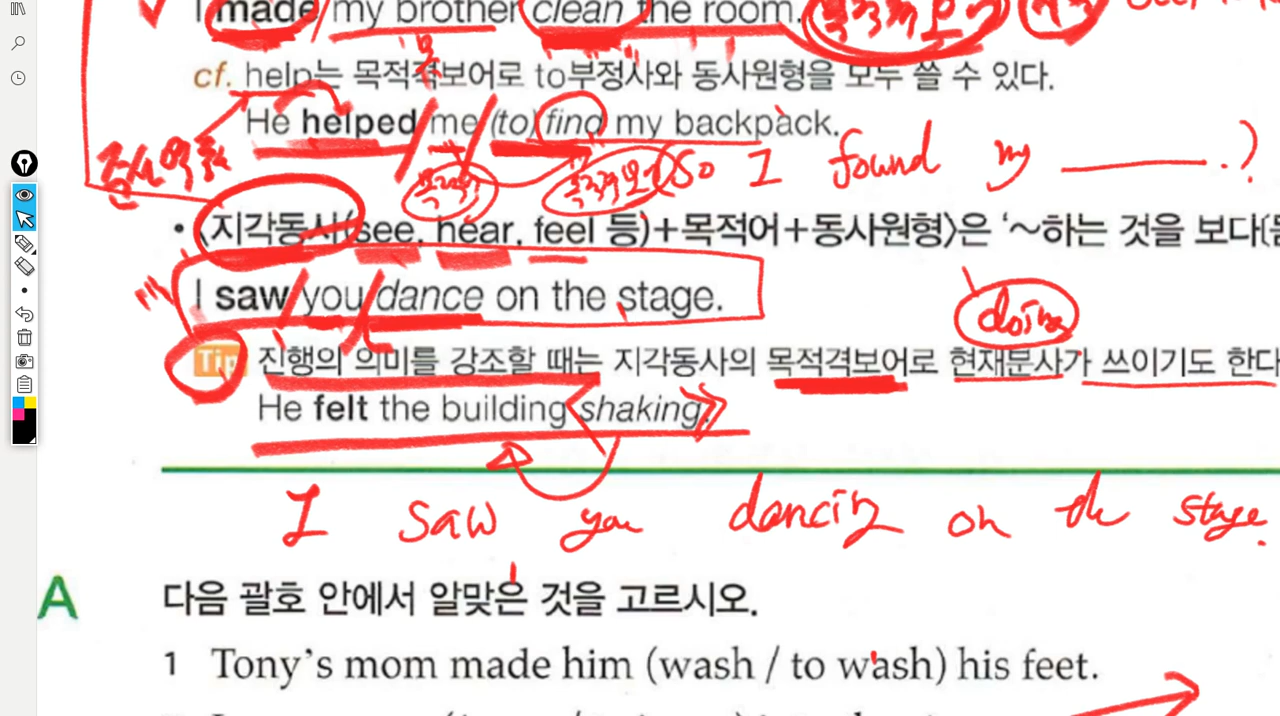 I made my brother clean the room.
cf. help는 목적격보어로 to부정사와 동사원형을 모두 쓸 수 있다.
He helped me (to) find my backpack.
So I found my ______.?
• 〈지각동사(see, hear, feel 등)+목적어+동사원형〉은 '~하는 것을 보다(듣
I saw you dance on the stage.
doing
Tip 진행의 의미를 강조할 때는 지각동사의 목적격보어로 현재분사가 쓰이기도 한다
He felt the building shaking.
I saw you dancing on the stage.
A 다음 괄호 안에서 알맞은 것을 고르시오.
1 Tony's mom made him (wash / to wash) his feet.